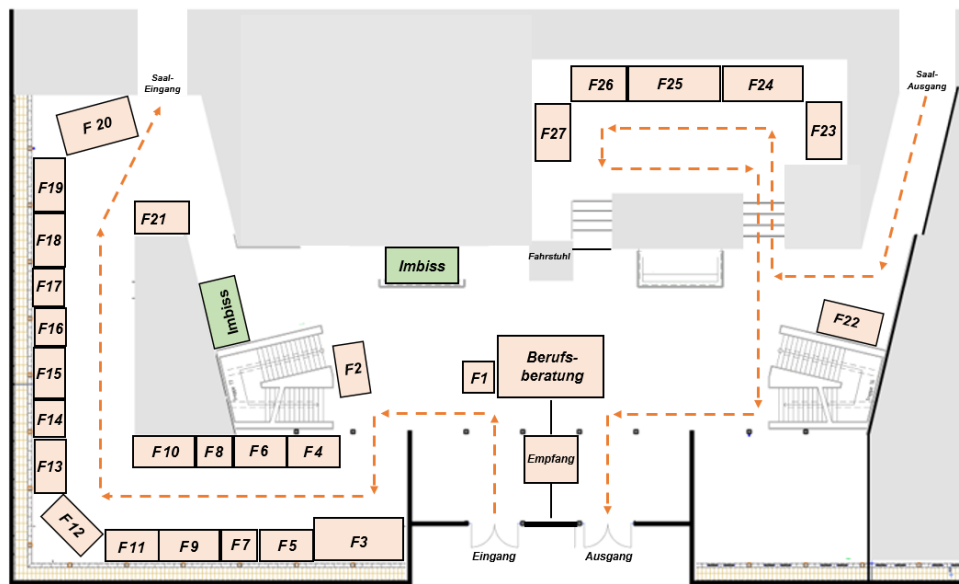 Saal-
Eingang
Saal-
Ausgang
F 20
F26
F25
F24
F27
F23
F19
F21
F18
Fahrstuhl
Imbiss
F17
Imbiss
F16
F22
F15
F2
F1
Berufs-
beratung
F14
F13
F10
F8
F6
F4
Empfang
F12
F11
F9
F7
F5
F3
Eingang
Ausgang